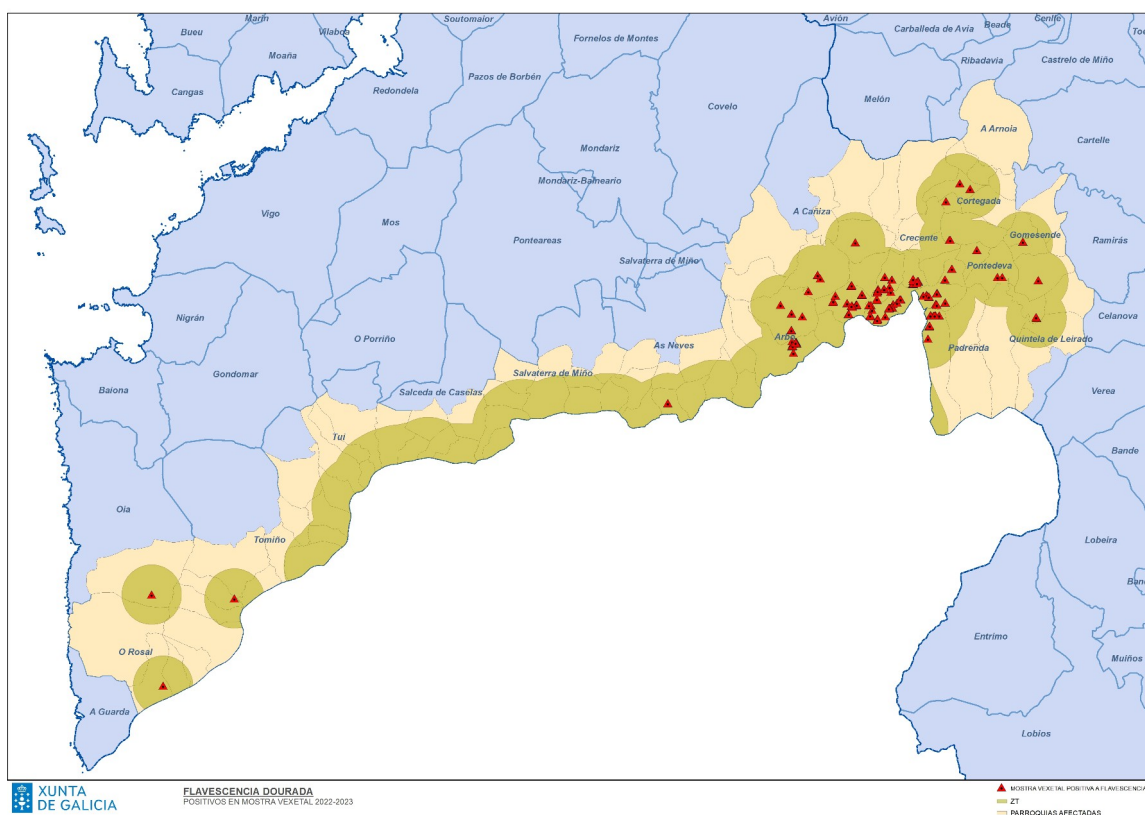 Marín
Soutomaior
Avión
Beade
Cenlle
Bueu
Vilaboa
Carballeda de Avia
Moaña
Fornelos de Montes
Ribadavia
Castrelo de Miño
Pazos de Borbén
Cangas
Redondela
Melón
Covelo
A Arnoia
Cartelle
Mondariz
Mondariz-Balneario
Cortegada
Vigo
Mos
A Cañiza
Crecente
Gomesende
Ponteareas
Ramirás
Salvaterra de Miño
Pontedeva
Nigrán
Celanova
O Porriño
Arbo
Quintela de Leirado
As Neves
Padrenda
Gondomar
Salvaterra de Miño
Baiona
Salceda de Caselas
Verea
Tui
Bande
Oia
Tomiño
Lobeira
Entrimo
O Rosal
Muiños
A Guarda
Lobios
XUNTA
DE GALICIA
FLAVESCENCIA DOURADA
POSITIVOS EN MOSTRA VEXETAL 2022-2023
MOSTRA VEXETAL POSITIVA A FLAVESCENCIA
ZT
PARROQUIAS AFECTADAS